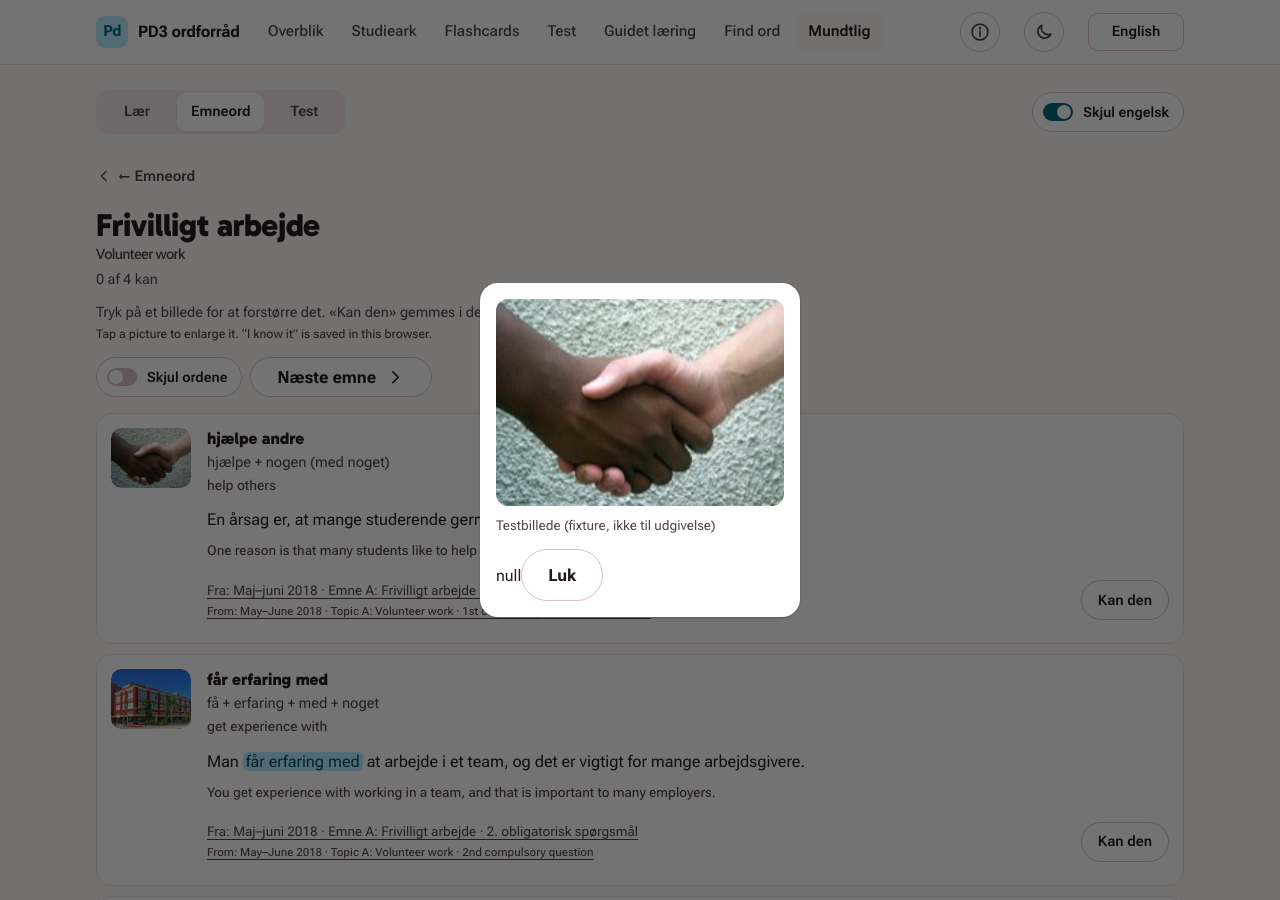 Pd PD3 ordforråd Overblik Studieark Flashcards Test Guidet læring Find ord Mundtlig English
Lær Emneord Test Skjul engelsk
← Emneord
Frivilligt arbejde
Volunteer work
0 af 4 kan
Tryk på et billede for at forstørre det. «Kan den» gemmes i de
Tap a picture to enlarge it. “I know it” is saved in this browser.
Skjul ordene Næste emne
hjælpe andre
hjælpe + nogen (med noget)
help others
En årsag er, at mange studerende
One reason is that many students like to help
Fra: Maj–juni 2018 · Emne A: Frivilligt arbejde
From: May–June 2018 · Topic A: Volunteer work · 1st
Kan den
Testbillede (fixture, ikke til udgivelse)
null Luk
får erfaring med
få + erfaring + med + noget
get experience with
Man får erfaring med at arbejde i et team, og det er vigtigt for mange arbejdsgivere.
You get experience with working in a team, and that is important to many employers.
Fra: Maj–juni 2018 · Emne A: Frivilligt arbejde · 2. obligatorisk spørgsmål
From: May–June 2018 · Topic A: Volunteer work · 2nd compulsory question
Kan den